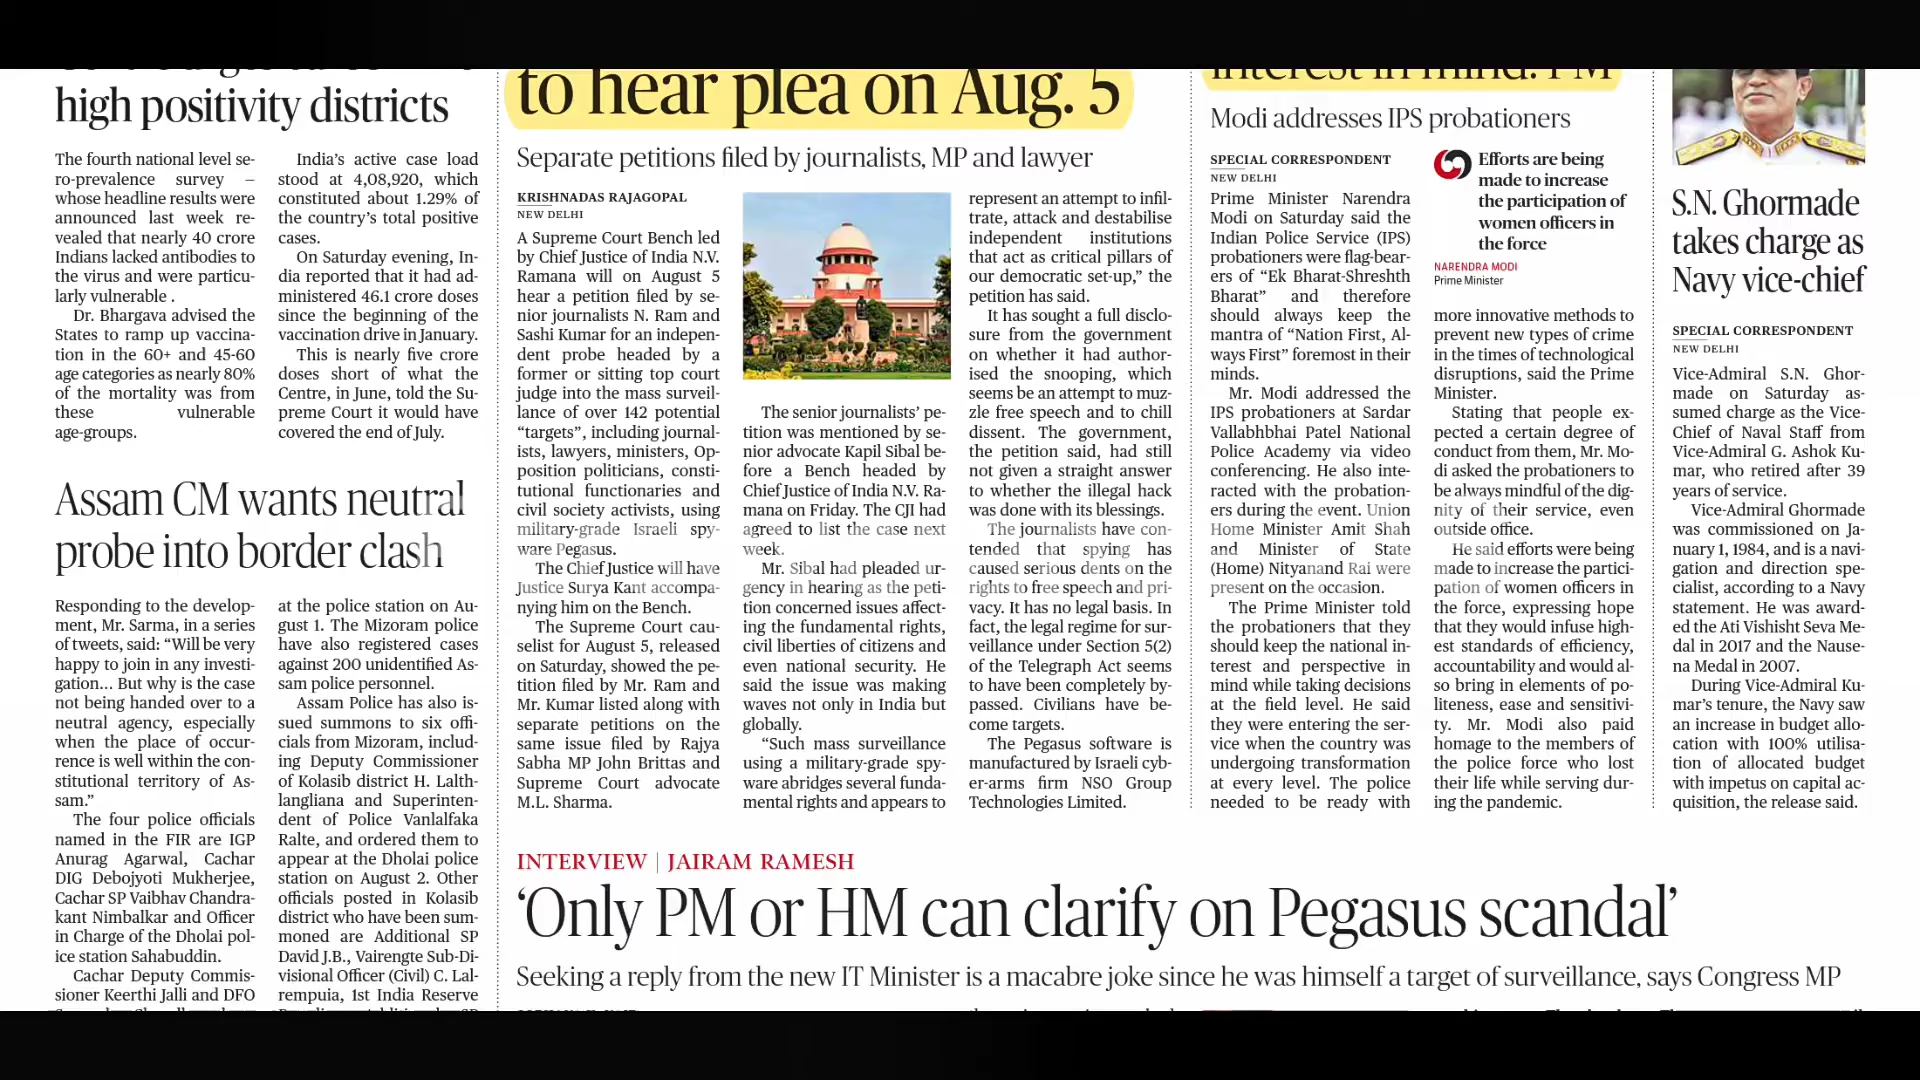 high positivity districts
The fourth national level se-
ro-prevalence survey —
whose headline results were
announced last week re-
vealed that nearly 40 crore
Indians lacked antibodies to
the virus and were particu-
larly vulnerable .
Dr. Bhargava advised the
States to ramp up vaccina-
tion in the 60+ and 45-60
age categories as nearly 80%
of the mortality was from
these vulnerable
age-groups.
India's active case load
stood at 4,08,920, which
constituted about 1.29% of
the country's total positive
cases.
On Saturday evening, In-
dia reported that it had ad-
ministered 46.1 crore doses
since the beginning of the
vaccination drive in January.
This is nearly five crore
doses short of what the
Centre, in June, told the Su-
preme Court it would have
covered the end of July.
Assam CM wants neutral
probe into border clash
Responding to the develop-
ment, Mr. Sarma, in a series
of tweets, said: “Will be very
happy to join in any investi-
gation... But why is the case
not being handed over to a
neutral agency, especially
when the place of occur-
rence is well within the con-
stitutional territory of As-
sam.”
The four police officials
named in the FIR are IGP
Anurag Agarwal, Cachar
DIG Debojyoti Mukherjee,
Cachar SP Vaibhav Chandra-
kant Nimbalkar and Officer
in Charge of the Dholai pol-
ice station Sahabuddin.
Cachar Deputy Commis-
sioner Keerthi Jalli and DFO
at the police station on Au-
gust 1. The Mizoram police
have also registered cases
against 200 unidentified As-
sam police personnel.
Assam Police has also is-
sued summons to six offi-
cials from Mizoram, includ-
ing Deputy Commissioner
of Kolasib district H. Lalth-
langliana and Superinten-
dent of Police Vanlalfaka
Ralte, and ordered them to
appear at the Dholai police
station on August 2. Other
officials posted in Kolasib
district who have been sum-
moned are Additional SP
David J.B., Vairengte Sub-Di-
visional Officer (Civil) C. Lal-
rempuia, 1st India Reserve
to hear plea on Aug. 5
Separate petitions filed by journalists, MP and lawyer
KRISHNADAS RAJAGOPAL
NEW DELHI
A Supreme Court Bench led
by Chief Justice of India N.V.
Ramana will on August 5
hear a petition filed by se-
nior journalists N. Ram and
Sashi Kumar for an indepen-
dent probe headed by a
former or sitting top court
judge into the mass surveil-
lance of over 142 potential
“targets”, including journal-
ists, lawyers, ministers, Op-
position politicians, consti-
tutional functionaries and
civil society activists, using
military-grade Israeli spy-
ware Pegasus.
The Chief Justice will have
Justice Surya Kant accompa-
nying him on the Bench.
The Supreme Court cau-
selist for August 5, released
on Saturday, showed the pe-
tition filed by Mr. Ram and
Mr. Kumar listed along with
separate petitions on the
same issue filed by Rajya
Sabha MP John Brittas and
Supreme Court advocate
M.L. Sharma.
The senior journalists' pe-
tition was mentioned by se-
nior advocate Kapil Sibal be-
fore a Bench headed by
Chief Justice of India N.V. Ra-
mana on Friday. The CJI had
agreed to list the case next
week.
Mr. Sibal had pleaded ur-
gency in hearing as the peti-
tion concerned issues affect-
ing the fundamental rights,
civil liberties of citizens and
even national security. He
said the issue was making
waves not only in India but
globally.
“Such mass surveillance
using a military-grade spy-
ware abridges several funda-
mental rights and appears to
represent an attempt to infil-
trate, attack and destabilise
independent institutions
that act as critical pillars of
our democratic set-up,” the
petition has said.
It has sought a full disclo-
sure from the government
on whether it had author-
ised the snooping, which
seems be an attempt to muz-
zle free speech and to chill
dissent. The government,
the petition said, had still
not given a straight answer
to whether the illegal hack
was done with its blessings.
The journalists have con-
tended that spying has
caused serious dents on the
rights to free speech and pri-
vacy. It has no legal basis. In
fact, the legal regime for sur-
veillance under Section 5(2)
of the Telegraph Act seems
to have been completely by-
passed. Civilians have be-
come targets.
The Pegasus software is
manufactured by Israeli cyb-
er-arms firm NSO Group
Technologies Limited.
interest in mind: PM
Modi addresses IPS probationers
SPECIAL CORRESPONDENT
NEW DELHI
Prime Minister Narendra
Modi on Saturday said the
Indian Police Service (IPS)
probationers were flag-bear-
ers of “Ek Bharat-Shreshth
Bharat” and therefore
should always keep the
mantra of “Nation First, Al-
ways First” foremost in their
minds.
Mr. Modi addressed the
IPS probationers at Sardar
Vallabhbhai Patel National
Police Academy via video
conferencing. He also inte-
racted with the probation-
ers during the event. Union
Home Minister Amit Shah
and Minister of State
(Home) Nityanand Rai were
present on the occasion.
The Prime Minister told
the probationers that they
should keep the national in-
terest and perspective in
mind while taking decisions
at the field level. He said
they were entering the ser-
vice when the country was
undergoing transformation
at every level. The police
needed to be ready with
Efforts are being
made to increase
the participation of
women officers in
the force
NARENDRA MODI
Prime Minister
more innovative methods to
prevent new types of crime
in the times of technological
disruptions, said the Prime
Minister.
Stating that people ex-
pected a certain degree of
conduct from them, Mr. Mo-
di asked the probationers to
be always mindful of the dig-
nity of their service, even
outside office.
He said efforts were being
made to increase the partici-
pation of women officers in
the force, expressing hope
that they would infuse high-
est standards of efficiency,
accountability and would al-
so bring in elements of po-
liteness, ease and sensitivi-
ty. Mr. Modi also paid
homage to the members of
the police force who lost
their life while serving dur-
ing the pandemic.
S.N. Ghormade
takes charge as
Navy vice-chief
SPECIAL CORRESPONDENT
NEW DELHI
Vice-Admiral S.N. Ghor-
made on Saturday as-
sumed charge as the Vice-
Chief of Naval Staff from
Vice-Admiral G. Ashok Ku-
mar, who retired after 39
years of service.
Vice-Admiral Ghormade
was commissioned on Ja-
nuary 1, 1984, and is a navi-
gation and direction spe-
cialist, according to a Navy
statement. He was award-
ed the Ati Vishisht Seva Me-
dal in 2017 and the Nause-
na Medal in 2007.
During Vice-Admiral Ku-
mar's tenure, the Navy saw
an increase in budget allo-
cation with 100% utilisa-
tion of allocated budget
with impetus on capital ac-
quisition, the release said.
INTERVIEW | JAIRAM RAMESH
‘Only PM or HM can clarify on Pegasus scandal’
Seeking a reply from the new IT Minister is a macabre joke since he was himself a target of surveillance, says Congress MP